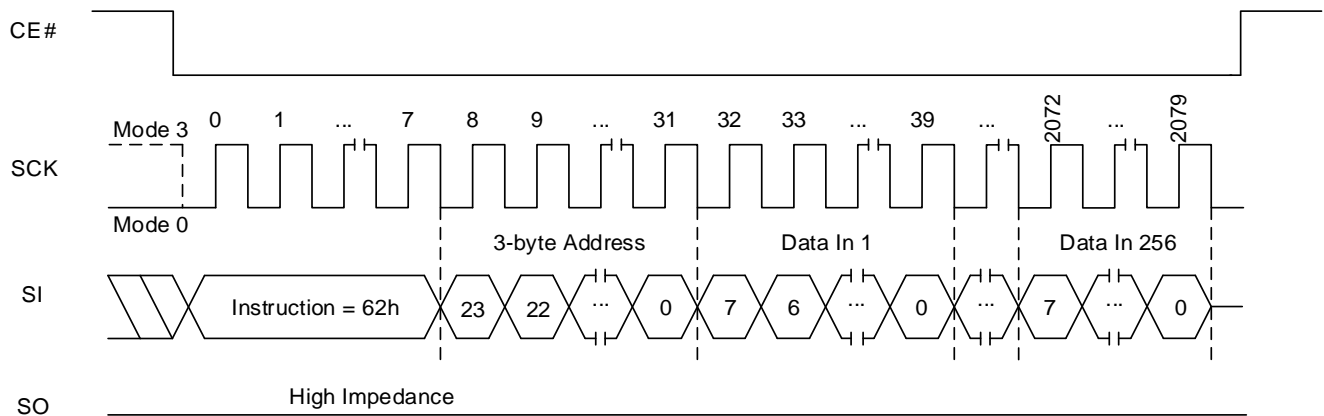 CE#
0 1 ... 7 8 9 ... 31 32 33 ... 39 ... 2072 ... 2079
Mode 3
SCK
Mode 0
3-byte Address Data In 1 Data In 256
SI Instruction = 62h 23 22 ... 0 7 6 ... 0 ... 7 ... 0
High Impedance
SO